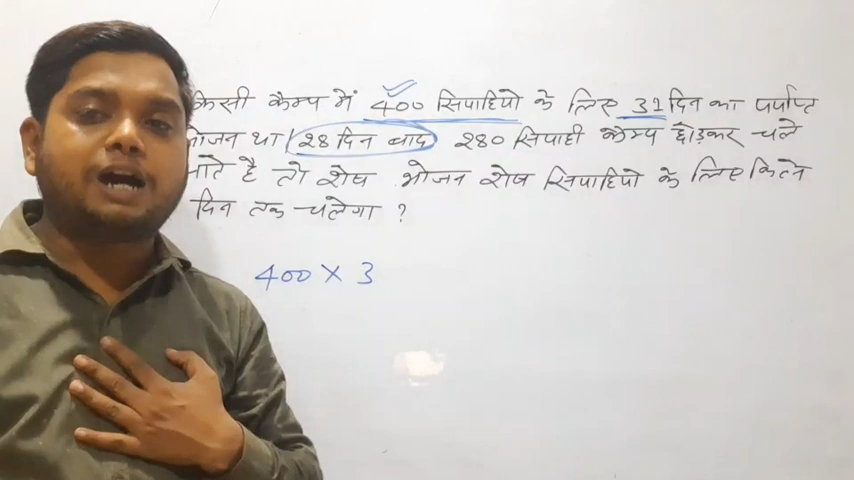 किसी कैम्प में 400 सिपाहियो के लिए 31 दिन का पर्याप्ट
भोजन था। 28 दिन बाद 280 सिपाही कैम्प छोड़कर चले
जाते है तो शेष भोजन शेष सिपाहियो के लिए कितने
दिन तक चलेगा ?
400 × 3